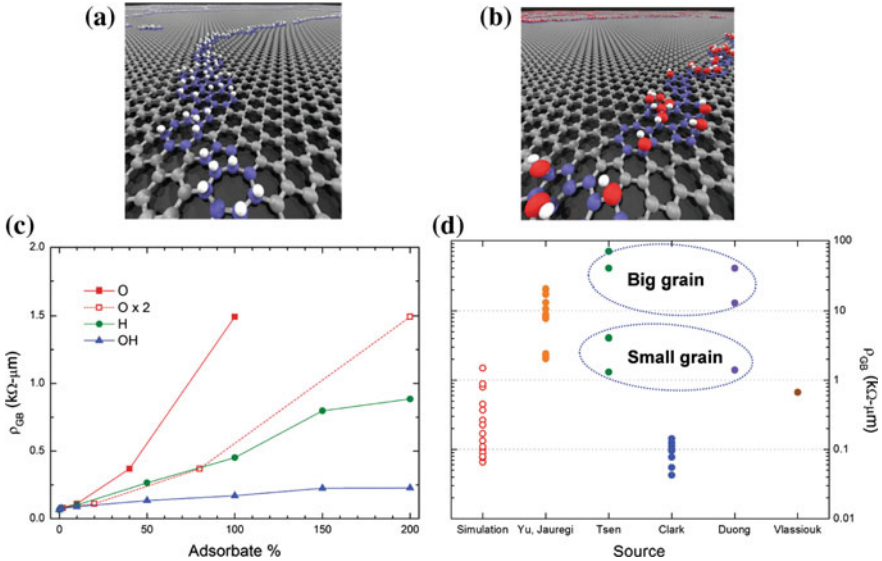 (a)
(b)
(c)
2.0
1.5
1.0
0.5
0.0
ρGB (kΩ-μm)
O
O x 2
H
OH
0
50
100
150
200
Adsorbate %
(d)
Big grain
Small grain
100
10
1
0.1
0.01
ρGB (kΩ-μm)
Simulation
Yu, Jauregi
Tsen
Clark
Duong
Vlassiouk
Source